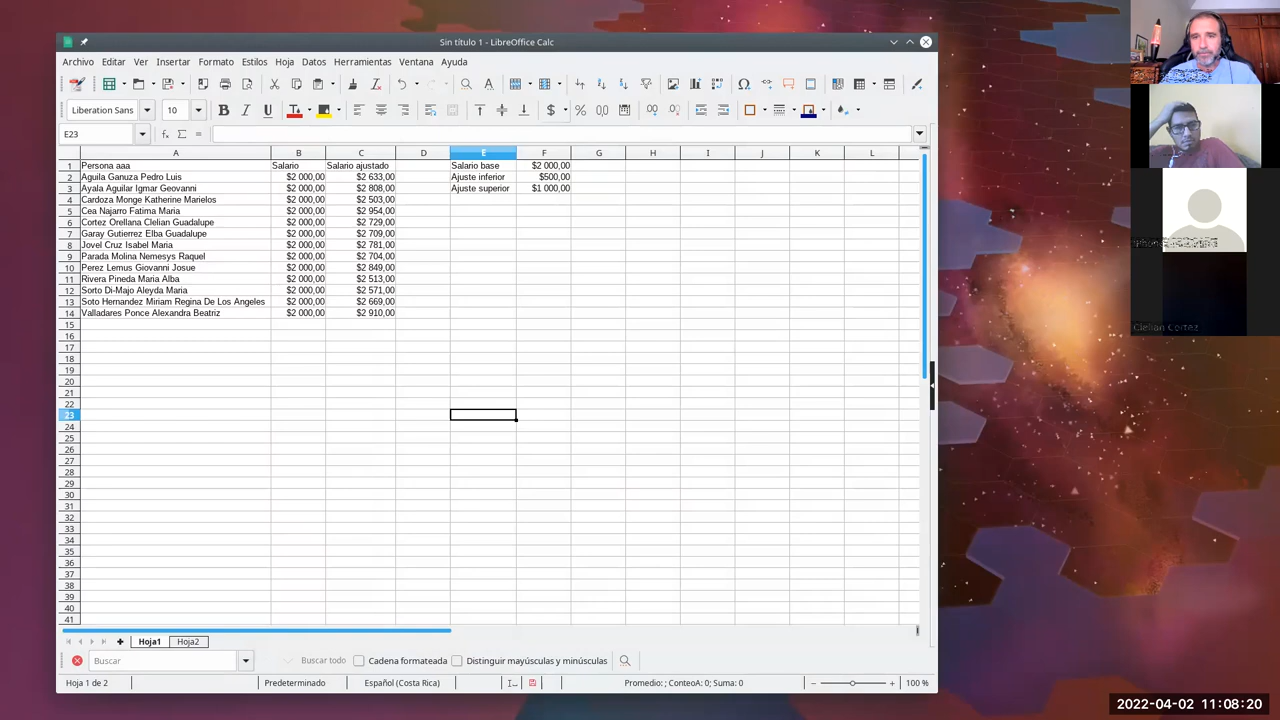 Sin título 1 - LibreOffice Calc
Archivo Editar Ver Insertar Formato Estilos Hoja Datos Herramientas Ventana Ayuda
Liberation Sans 10
E23
A B C D E F G H I J K L
1 Persona aaa Salario Salario ajustado Salario base $2 000,00
2 Aguila Ganuza Pedro Luis $2 000,00 $2 633,00 Ajuste inferior $500,00
3 Ayala Aguilar Igmar Geovanni $2 000,00 $2 808,00 Ajuste superior $1 000,00
4 Cardoza Monge Katherine Marielos $2 000,00 $2 503,00
5 Cea Najarro Fatima Maria $2 000,00 $2 954,00
6 Cortez Orellana Clelian Guadalupe $2 000,00 $2 729,00
7 Garay Gutierrez Elba Guadalupe $2 000,00 $2 709,00
8 Jovel Cruz Isabel Maria $2 000,00 $2 781,00
9 Parada Molina Nemesys Raquel $2 000,00 $2 704,00
10 Perez Lemus Giovanni Josue $2 000,00 $2 849,00
11 Rivera Pineda Maria Alba $2 000,00 $2 513,00
12 Sorto Di-Majo Aleyda Maria $2 000,00 $2 571,00
13 Soto Hernandez Miriam Regina De Los Angeles $2 000,00 $2 669,00
14 Valladares Ponce Alexandra Beatriz $2 000,00 $2 910,00
15
16
17
18
19
20
21
22
23
24
25
26
27
28
29
30
31
32
33
34
35
36
37
38
39
40
41
Hoja1 Hoja2
Buscar Buscar todo Cadena formateada Distinguir mayúsculas y minúsculas
Hoja 1 de 2 Predeterminado Español (Costa Rica) Promedio: ; ConteoA: 0; Suma: 0 100 %
Clelian Cortez
2022-04-02 11:08:20